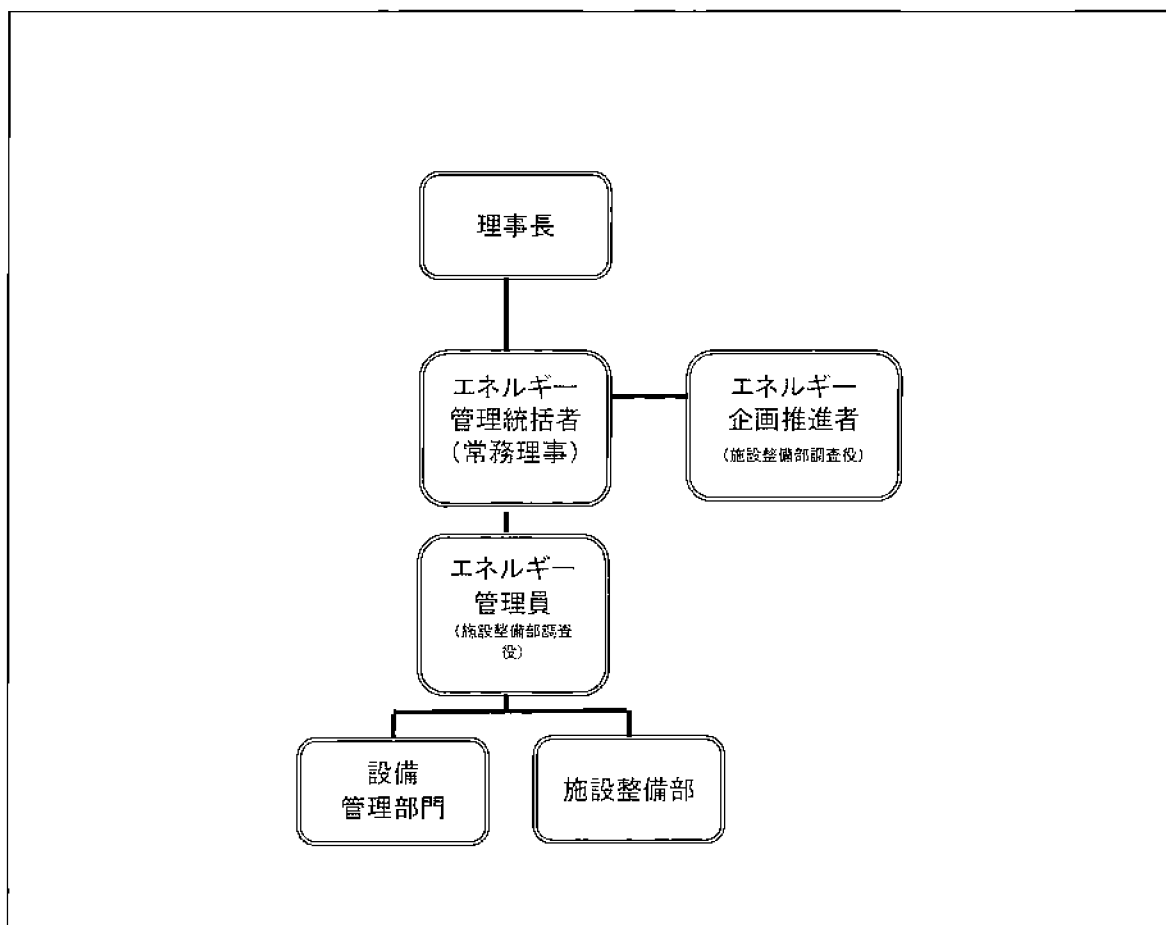 理事長
エネルギー
管理統括者
（常務理事）
エネルギー
企画推進者
（施設整備部調査役）
エネルギー
管理員
（施設整備部調査
役）
設備
管理部門
施設整備部